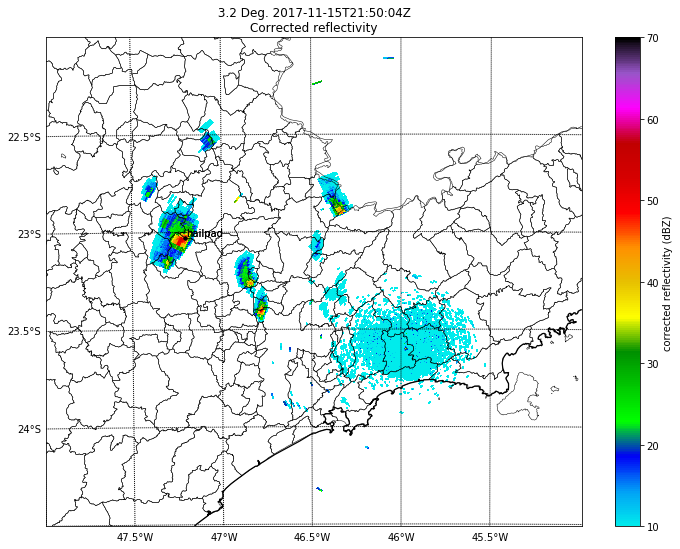 3.2 Deg. 2017-11-15T21:50:04Z
Corrected reflectivity
22.5°S
23°S
23.5°S
24°S
47.5°W
47°W
46.5°W
46°W
45.5°W
hailpad
70
60
50
40
30
20
10
corrected reflectivity (dBZ)